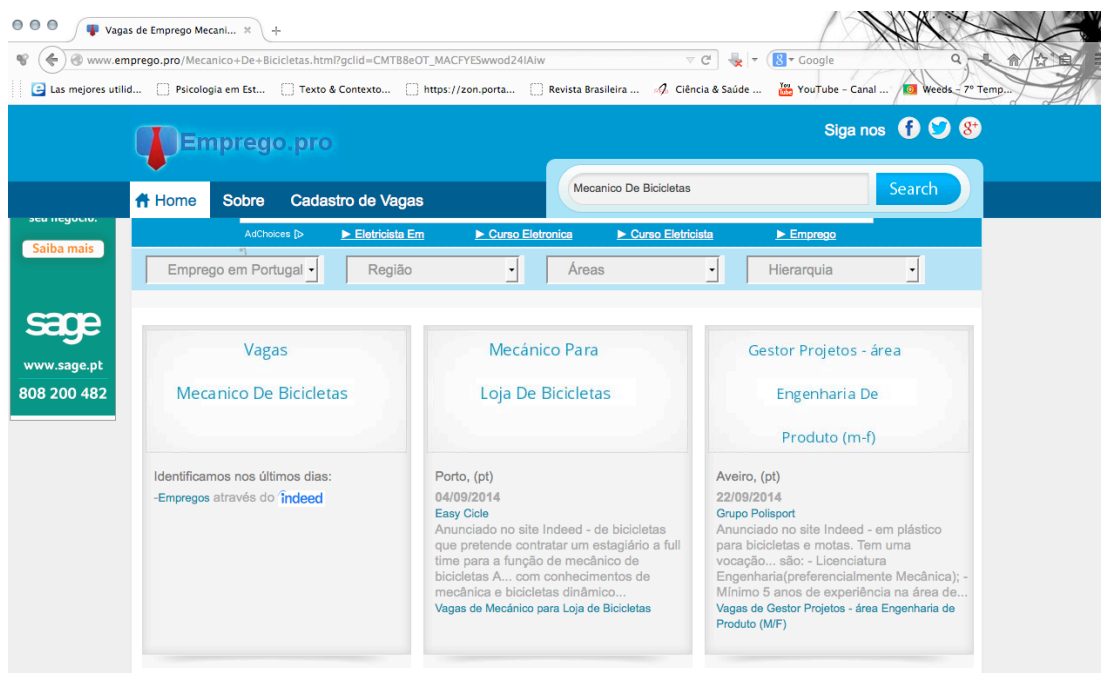 Vagas de Emprego Mecani...
www.emprego.pro/Mecanico+De+Bicicletas.html?gclid=CMTB8eOT_MACFYESwwod24IAiw
Google
Las mejores utilid...
Psicologia em Est...
Texto & Contexto...
https://zon.porta...
Revista Brasileira ...
Ciência & Saúde ...
YouTube - Canal ...
Weeds - 7º Temp...
Emprego.pro
Siga nos
Home
Sobre
Cadastro de Vagas
Mecanico De Bicicletas
Search
seu negócio.
Saiba mais
sage
www.sage.pt
808 200 482
AdChoices
Eletricista Em
Curso Eletronica
Curso Eletricista
Emprego
Emprego em Portugal
Região
Áreas
Hierarquia
Vagas
Mecanico De Bicicletas
Identificamos nos últimos dias:
-Empregos através do indeed
Mecánico Para
Loja De Bicicletas
Porto, (pt)
04/09/2014
Easy Cicle
Anunciado no site Indeed - de bicicletas
que pretende contratar um estagiário a full
time para a função de mecânico de
bicicletas A... com conhecimentos de
mecânica e bicicletas dinâmico...
Vagas de Mecánico para Loja de Bicicletas
Gestor Projetos - área
Engenharia De
Produto (m-f)
Aveiro, (pt)
22/09/2014
Grupo Polisport
Anunciado no site Indeed - em plástico
para bicicletas e motas. Tem uma
vocação... são: - Licenciatura
Engenharia(preferencialmente Mecânica); -
Mínimo 5 anos de experiência na área de...
Vagas de Gestor Projetos - área Engenharia de
Produto (M/F)